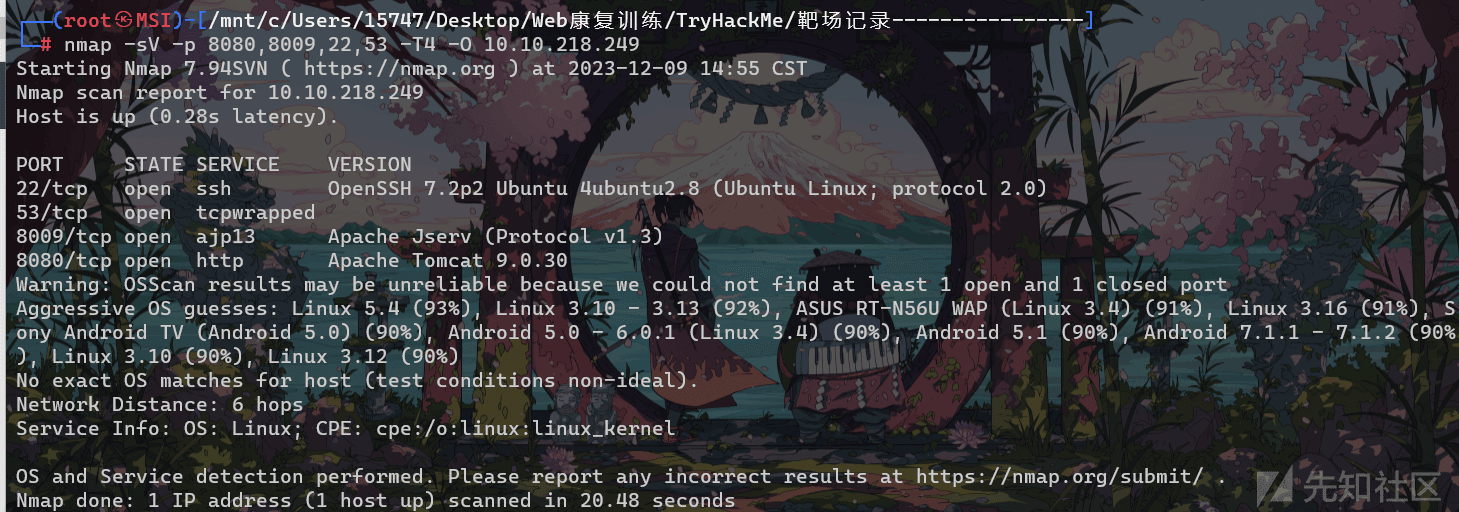 ┌──(root㉿MSI)-[/mnt/c/Users/15747/Desktop/Web康复训练/TryHackMe/靶场记录----------------]
└─# nmap -sV -p 8080,8009,22,53 -T4 -O 10.10.218.249
Starting Nmap 7.94SVN ( https://nmap.org ) at 2023-12-09 14:55 CST
Nmap scan report for 10.10.218.249
Host is up (0.28s latency).
PORT     STATE SERVICE    VERSION
22/tcp   open  ssh        OpenSSH 7.2p2 Ubuntu 4ubuntu2.8 (Ubuntu Linux; protocol 2.0)
53/tcp   open  tcpwrapped
8009/tcp open  ajp13      Apache Jserv (Protocol v1.3)
8080/tcp open  http       Apache Tomcat 9.0.30
Warning: OSScan results may be unreliable because we could not find at least 1 open and 1 closed port
Aggressive OS guesses: Linux 5.4 (93%), Linux 3.10 - 3.13 (92%), ASUS RT-N56U WAP (Linux 3.4) (91%), Linux 3.16 (91%), S
ony Android TV (Android 5.0) (90%), Android 5.0 - 6.0.1 (Linux 3.4) (90%), Android 5.1 (90%), Android 7.1.1 - 7.1.2 (90%
), Linux 3.10 (90%), Linux 3.12 (90%)
No exact OS matches for host (test conditions non-ideal).
Network Distance: 6 hops
Service Info: OS: Linux; CPE: cpe:/o:linux:linux_kernel
OS and Service detection performed. Please report any incorrect results at https://nmap.org/submit/ .
Nmap done: 1 IP address (1 host up) scanned in 20.48 seconds
先知社区